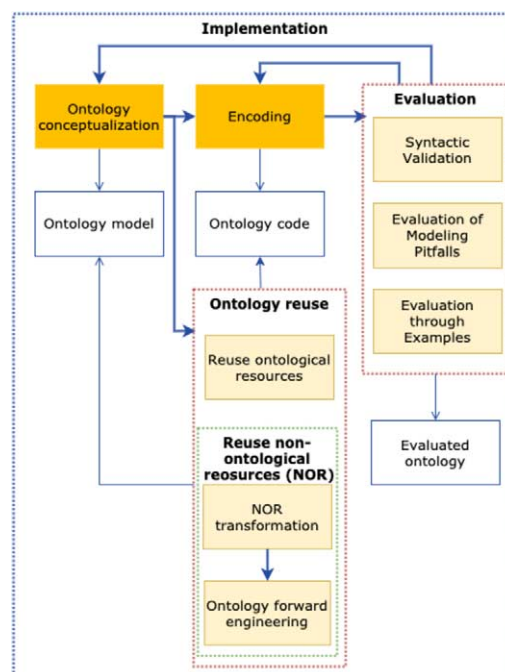 Implementation
Ontology
conceptualization
Encoding
Evaluation
Syntactic
Validation
Evaluation of
Modeling
Pitfalls
Evaluation
through
Examples
Ontology model
Ontology code
Ontology reuse
Reuse ontological
resources
Evaluated
ontology
Reuse non-
ontological
reosurces (NOR)
NOR
transformation
Ontology forward
engineering